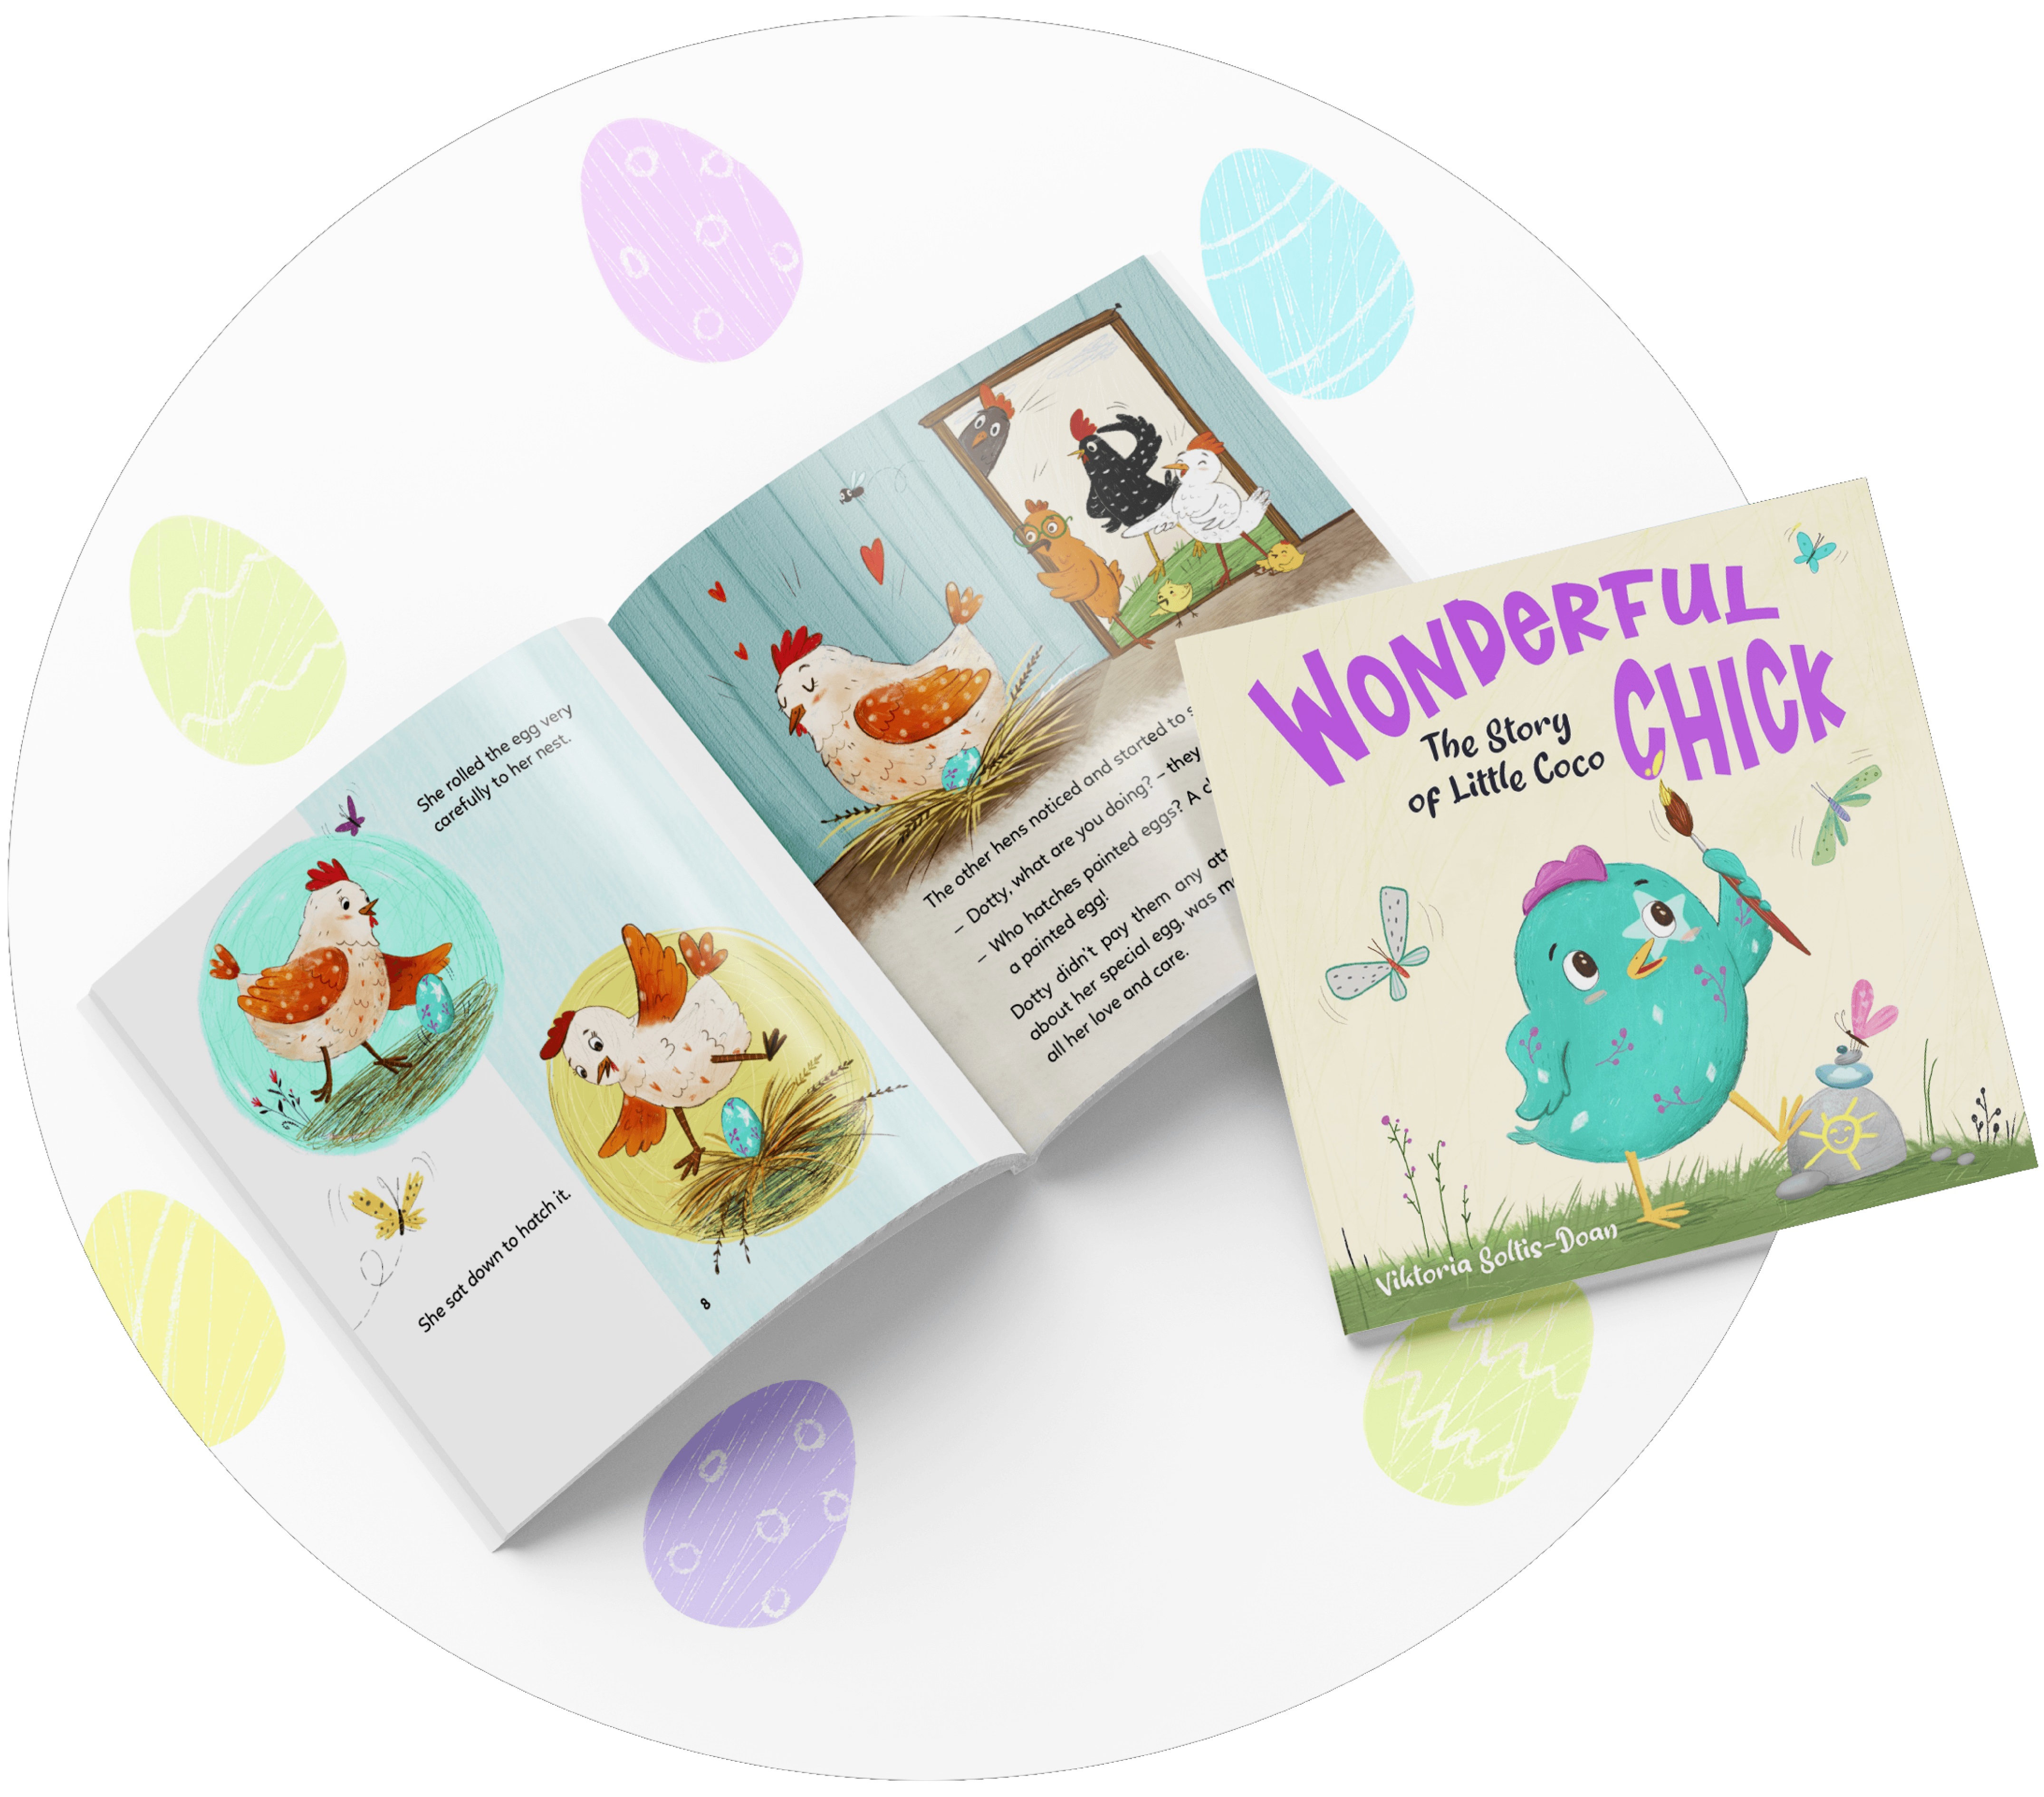 She rolled the egg very
carefully to her nest.
She sat down to hatch it.
8
The other hens noticed and started to
– Dotty, what are you doing? – they
– Who hatches painted eggs? A
a painted egg!
Dotty didn't pay them any
about her special egg, was
all her love and care.
WONDERFUL
CHICK
The Story
of Little Coco
Viktoria Soltis-Doan